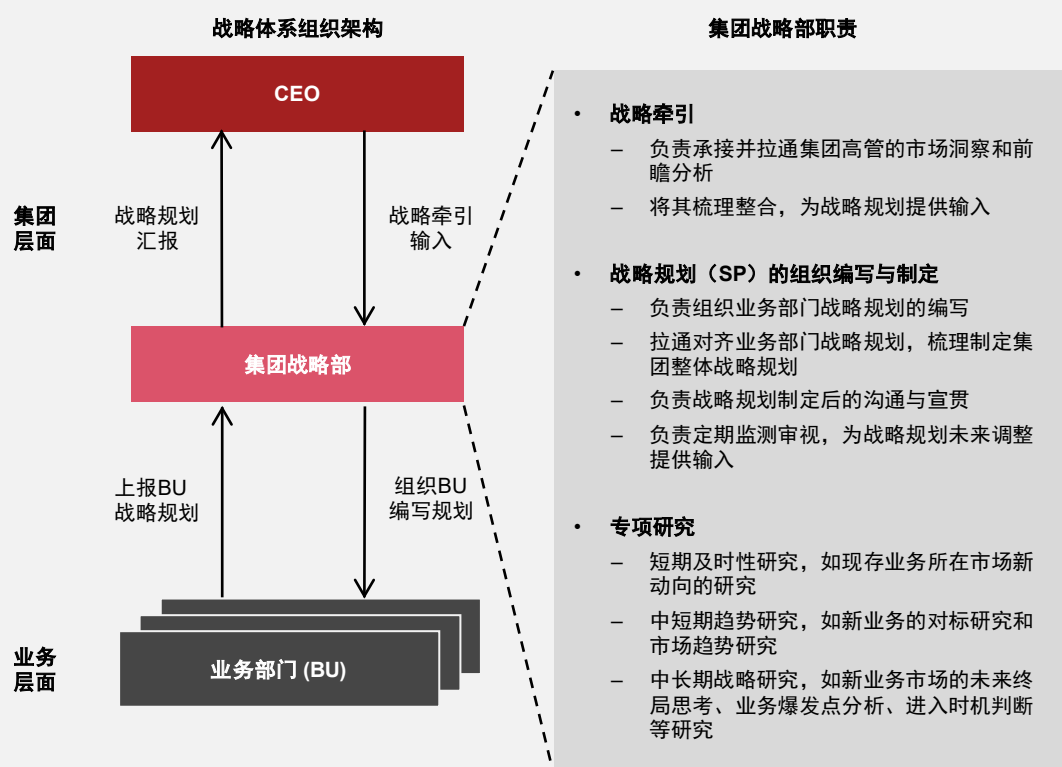 战略体系组织架构
CEO
集团
层面
战略规划
汇报
战略牵引
输入
集团战略部
上报BU
战略规划
组织BU
编写规划
业务
层面
业务部门 (BU)
集团战略部职责
• 战略牵引
– 负责承接并拉通集团高管的市场洞察和前
瞻分析
– 将其梳理整合，为战略规划提供输入
• 战略规划（SP）的组织编写与制定
– 负责组织业务部门战略规划的编写
– 拉通对齐业务部门战略规划，梳理制定集
团整体战略规划
– 负责战略规划制定后的沟通与宣贯
– 负责定期监测审视，为战略规划未来调整
提供输入
• 专项研究
– 短期及时性研究，如现存业务所在市场新
动向的研究
– 中短期趋势研究，如新业务的对标研究和
市场趋势研究
– 中长期战略研究，如新业务市场的未来终
局思考、业务爆发点分析、进入时机判断
等研究